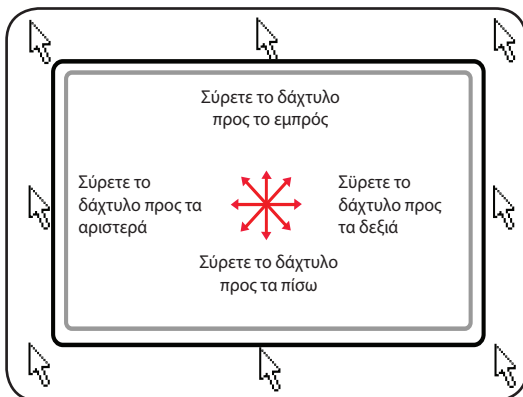 Σύρετε το δάχτυλο
προς το εμπρός
Σύρετε το
δάχτυλο προς τα
αριστερά
Σϋρετε το
δάχτυλο προς
τα δεξιά
Σύρετε το δάχτυλο
προς τα πίσω